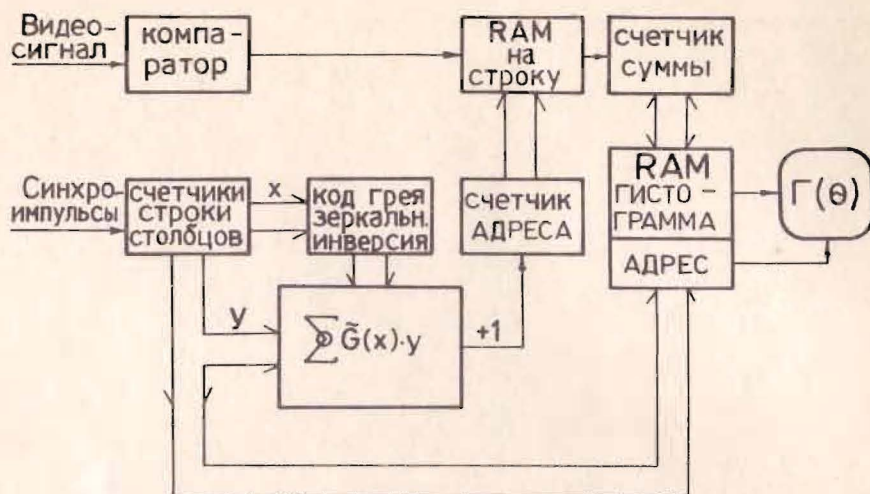 Видео-
сигнал
компа-
ратор
RAM
на
строку
счетчик
суммы
Синхро-
импульсы
счетчики
строки
столбцов
x
код грея
зеркальн.
инверсия
счетчик
АДРЕСА
RAM
ГИСТО-
ГРАММА
АДРЕС
Г(θ)
y
∑ G̃(x)·y
+1